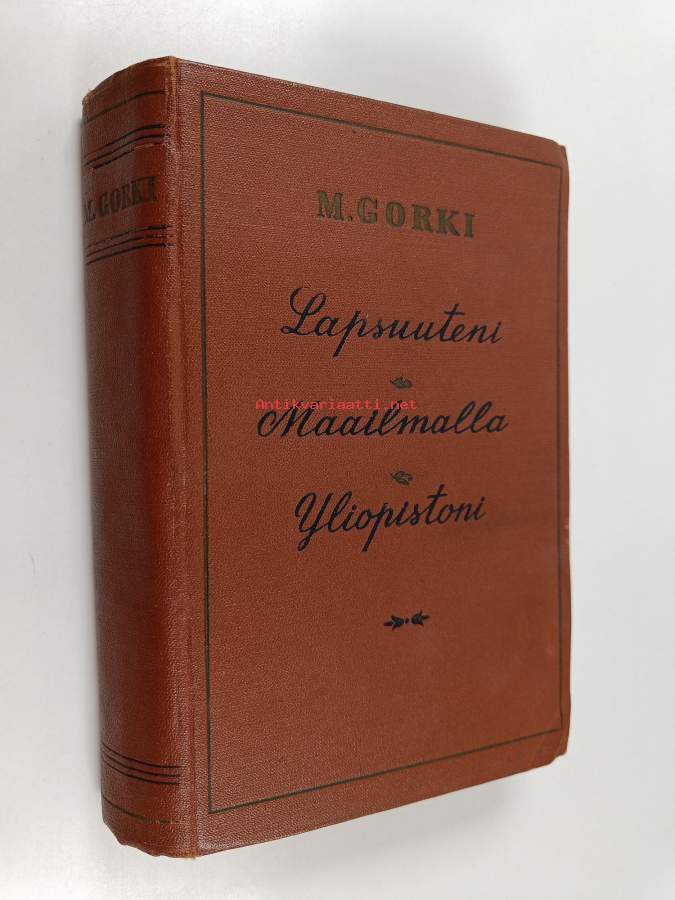 M. GORKI
M. GORKI
Lapsuuteni
Antikvariaatti.net
Maailmalla
Yliopistoni